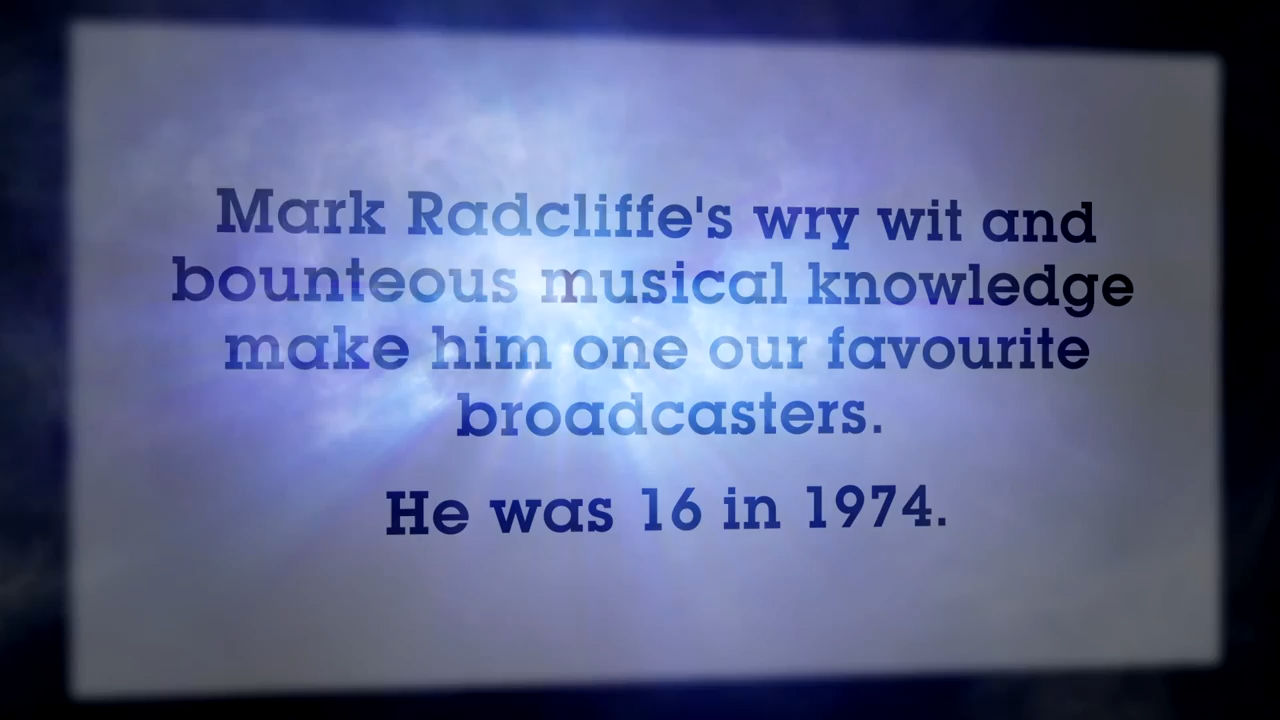 Mark Radcliffe's wry wit and
bounteous musical knowledge
make him one our favourite
broadcasters.
He was 16 in 1974.